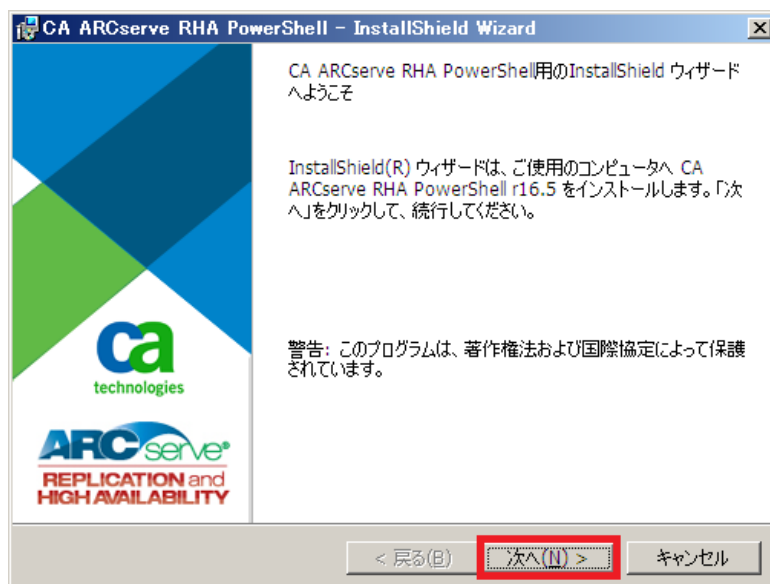 CA ARCserve RHA PowerShell - InstallShield Wizard
CA ARCserve RHA PowerShell用のInstallShield ウィザード
へようこそ
InstallShield(R) ウィザードは、ご使用のコンピュータへ CA
ARCserve RHA PowerShell r16.5 をインストールします。「次
へ」をクリックして、続行してください。
警告: このプログラムは、著作権法および国際協定によって保護
されています。
ca
technologies
ARCserve®
REPLICATION and
HIGH AVAILABILITY
< 戻る(B)
次へ(N) >
キャンセル